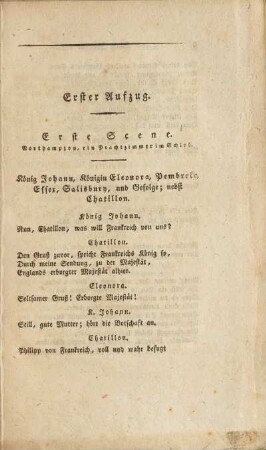 Erster Aufzug.
Erste Scene.
Northampton, ein Prachtzimmer im Schloß.
König Johann, Königin Eleonora, Pembroke,
Essex, Salisbury, und Gefolge; nebst
Chatillon.
König Johann.
Nun, Chatillon, was will Frankreich von uns?
Chatillon.
Den Gruß zuvor, spricht Frankreichs König so,
Durch meine Sendung, zu der Majestät,
Englands erborgter Majestät alhier.
Eleonora.
Seltsamer Gruß! Erborgte Majestät!
K. Johann.
Still, gute Mutter; hört die Botschaft an.
Chatillon.
Philipp von Frankreich, voll und wahr befugt